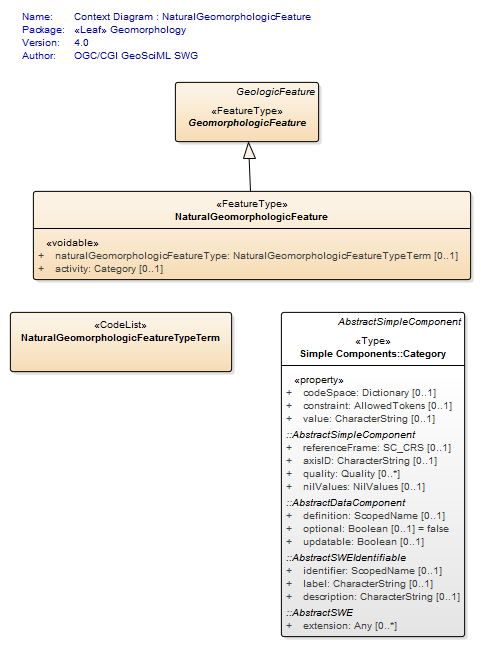 Name: Context Diagram : NaturalGeomorphologicFeature
Package: «Leaf» Geomorphology
Version: 4.0
Author: OGC/CGI GeoSciML SWG
GeologicFeature
«FeatureType»
GeomorphologicFeature
«FeatureType»
NaturalGeomorphologicFeature
«voidable»
+ naturalGeomorphologicFeatureType: NaturalGeomorphologicFeatureTypeTerm [0..1]
+ activity: Category [0..1]
«CodeList»
NaturalGeomorphologicFeatureTypeTerm
AbstractSimpleComponent
«Type»
Simple Components::Category
«property»
+ codeSpace: Dictionary [0..1]
+ constraint: AllowedTokens [0..1]
+ value: CharacterString [0..1]
::AbstractSimpleComponent
+ referenceFrame: SC_CRS [0..1]
+ axisID: CharacterString [0..1]
+ quality: Quality [0..*]
+ nilValues: NilValues [0..1]
::AbstractDataComponent
+ definition: ScopedName [0..1]
+ optional: Boolean [0..1] = false
+ updatable: Boolean [0..1]
::AbstractSWEIdentifiable
+ identifier: ScopedName [0..1]
+ label: CharacterString [0..1]
+ description: CharacterString [0..1]
::AbstractSWE
+ extension: Any [0..*]